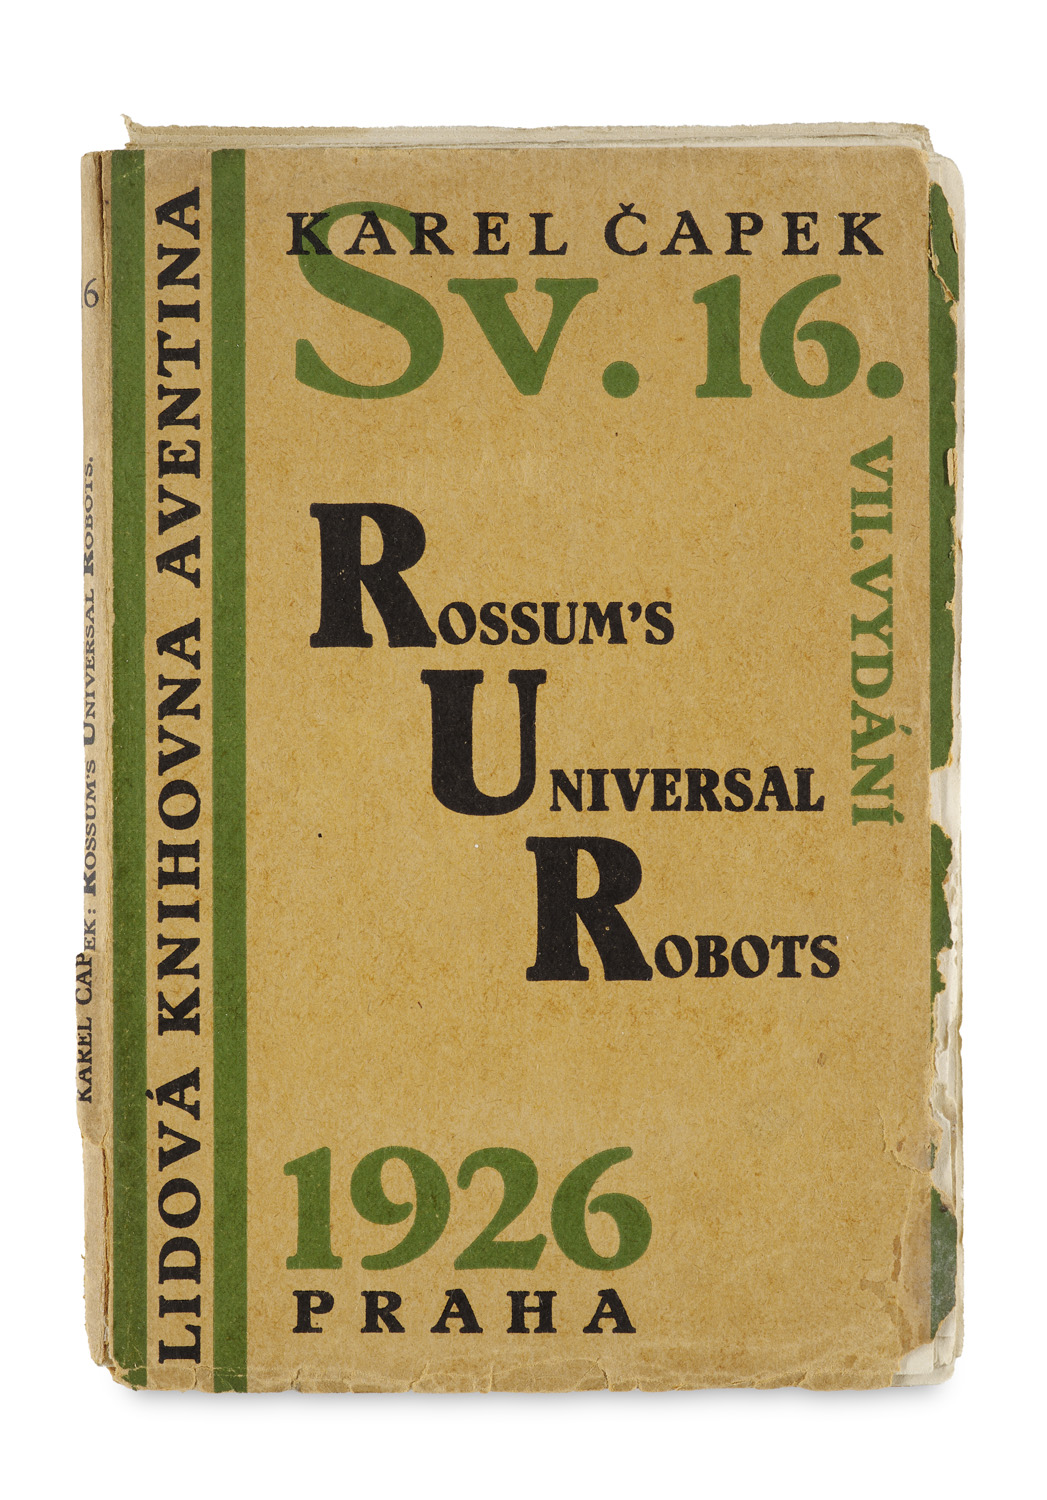 KAREL ČAPEK
Sv. 16.
VII. VYDÁNÍ
ROSSUM'S
UNIVERSAL
ROBOTS
1926
PRAHA
LIDOVÁ KNIHOVNA AVENTINA
KAREL ČAPEK: ROSSUM'S UNIVERSAL ROBOTS.
6